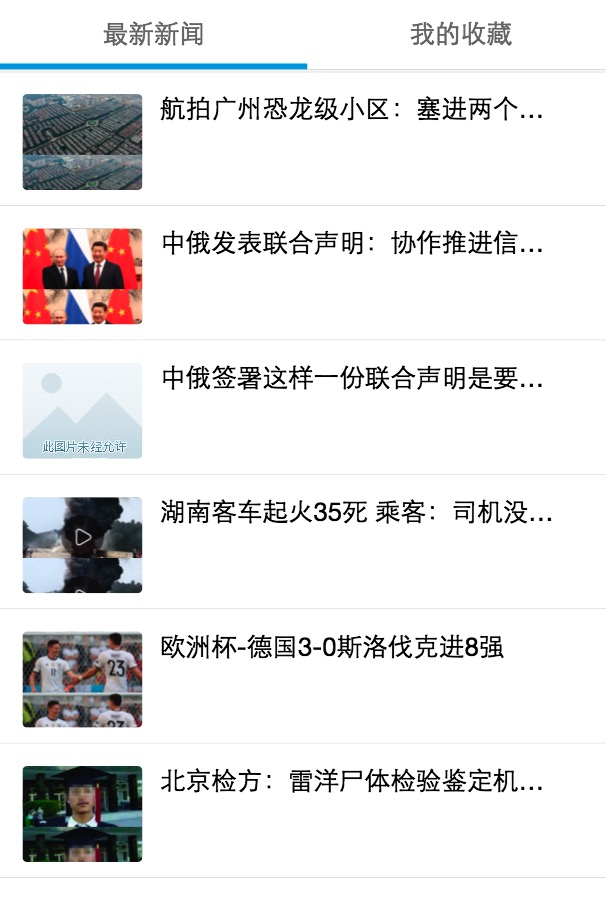 最新新闻
我的收藏
航拍广州恐龙级小区：塞进两个...
中俄发表联合声明：协作推进信...
中俄签署这样一份联合声明是要...
此图片未经允许
湖南客车起火35死 乘客：司机没...
欧洲杯-德国3-0斯洛伐克进8强
11
23
23
北京检方：雷洋尸体检验鉴定机...